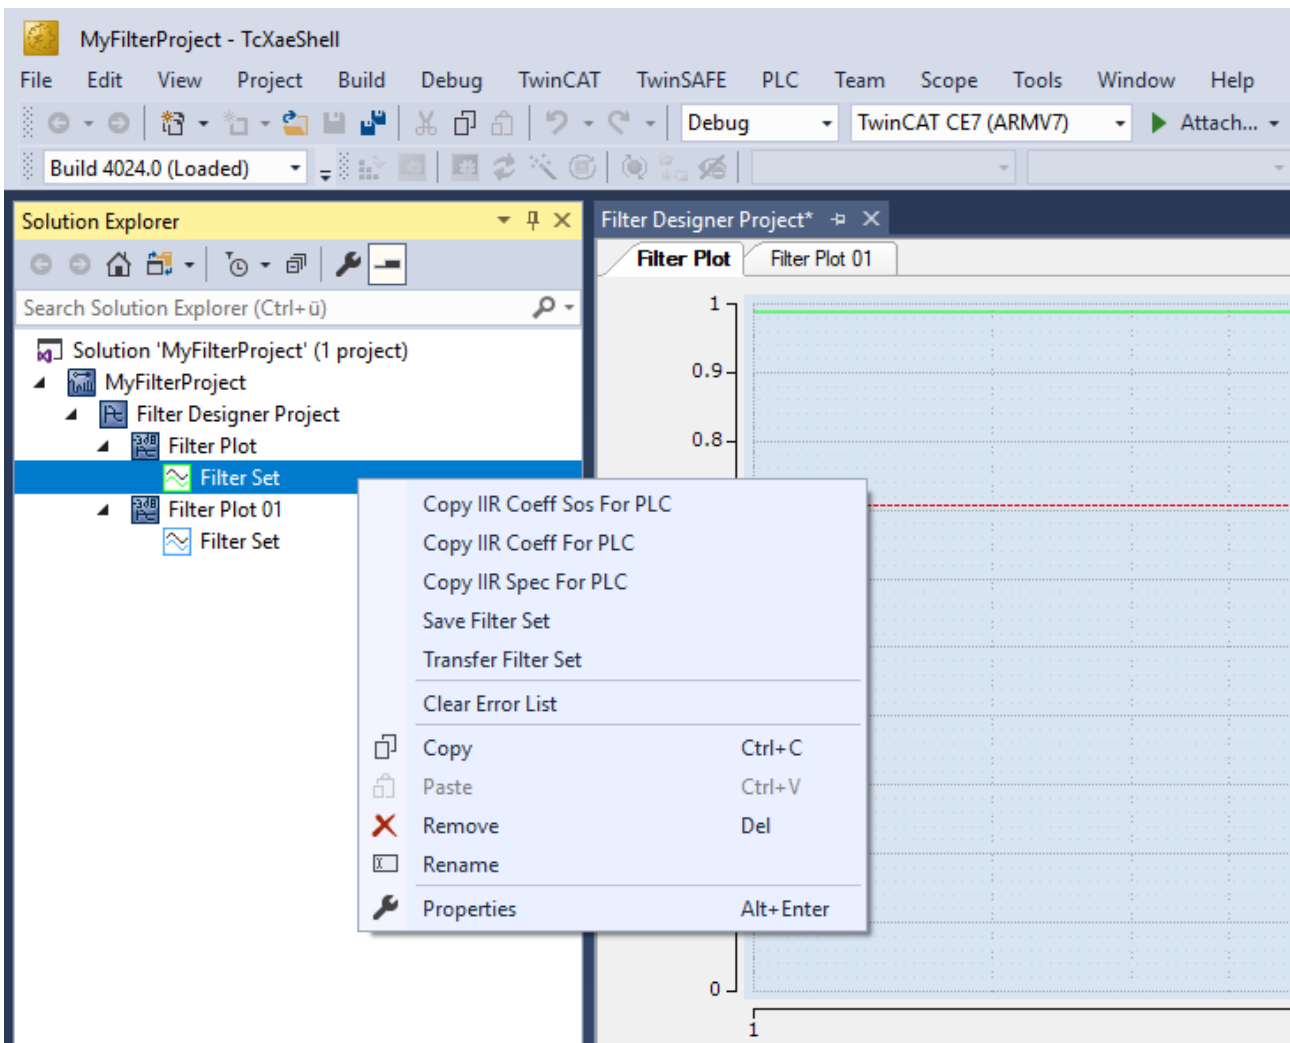 MyFilterProject - TcXaeShell
File Edit View Project Build Debug TwinCAT TwinSAFE PLC Team Scope Tools Window Help
Debug TwinCAT CE7 (ARMV7) Attach...
Build 4024.0 (Loaded)
Solution Explorer
Search Solution Explorer (Ctrl+ü)
Solution 'MyFilterProject' (1 project)
MyFilterProject
Filter Designer Project
Filter Plot
Filter Set
Filter Plot 01
Filter Set
Copy IIR Coeff Sos For PLC
Copy IIR Coeff For PLC
Copy IIR Spec For PLC
Save Filter Set
Transfer Filter Set
Clear Error List
Copy Ctrl+C
Paste Ctrl+V
Remove Del
Rename
Properties Alt+Enter
Filter Designer Project*
Filter Plot Filter Plot 01
1
0.9
0.8
0
1